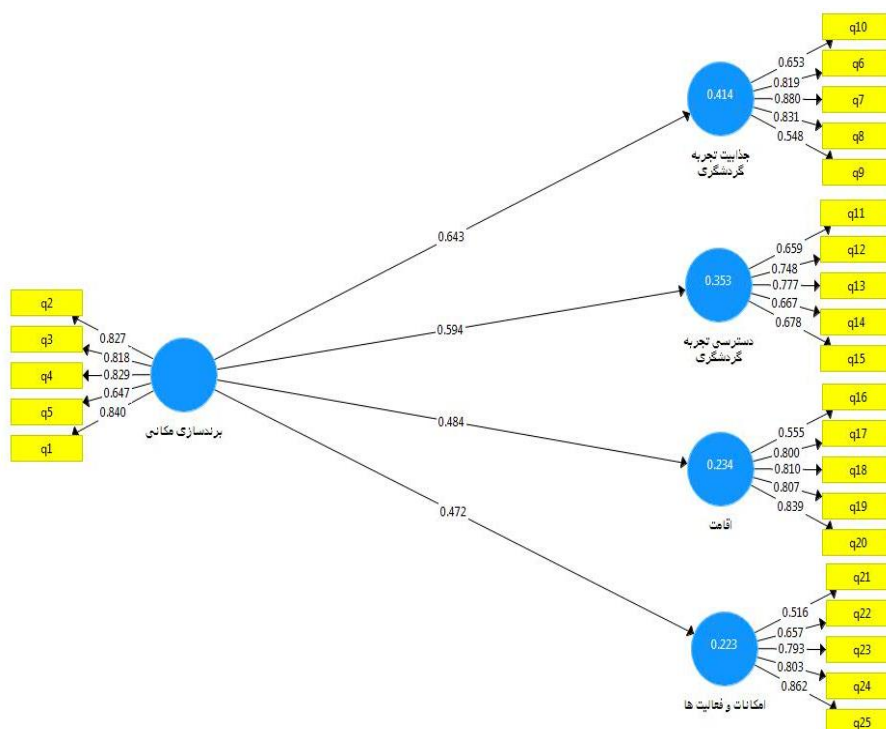 q10
0.653
q6
0.819
0.414
q7
0.880
0.831
q8
0.548
q9
جذابیت تجربه
گردشگری
q11
0.659
q12
0.748
0.643
0.353
q13
0.777
0.667
q14
0.678
q15
دسترسی تجربه
گردشگری
q2
0.827
q3
0.818
0.594
q4
0.829
0.647
q5
0.840
q1
برندسازی مکانی
0.484
q16
0.555
q17
0.800
0.234
q18
0.810
0.807
q19
0.839
q20
اقامت
0.472
q21
0.516
q22
0.657
0.223
q23
0.793
0.803
q24
0.862
q25
امکانات و فعالیت ها